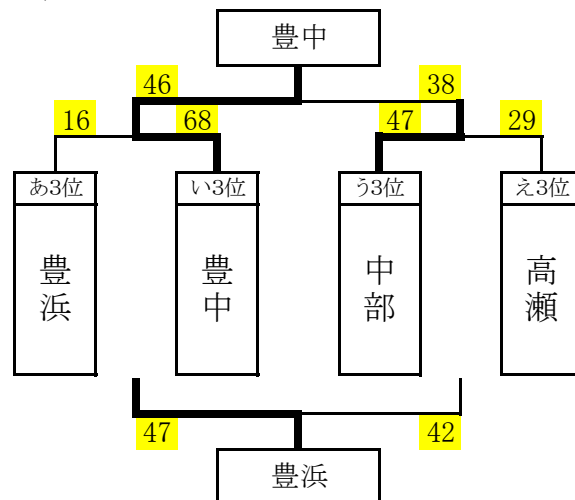 豊中
46 38
16 68 47 29
あ3位 い3位 う3位 え3位
豊浜 豊中 中部 高瀬
47 42
豊浜